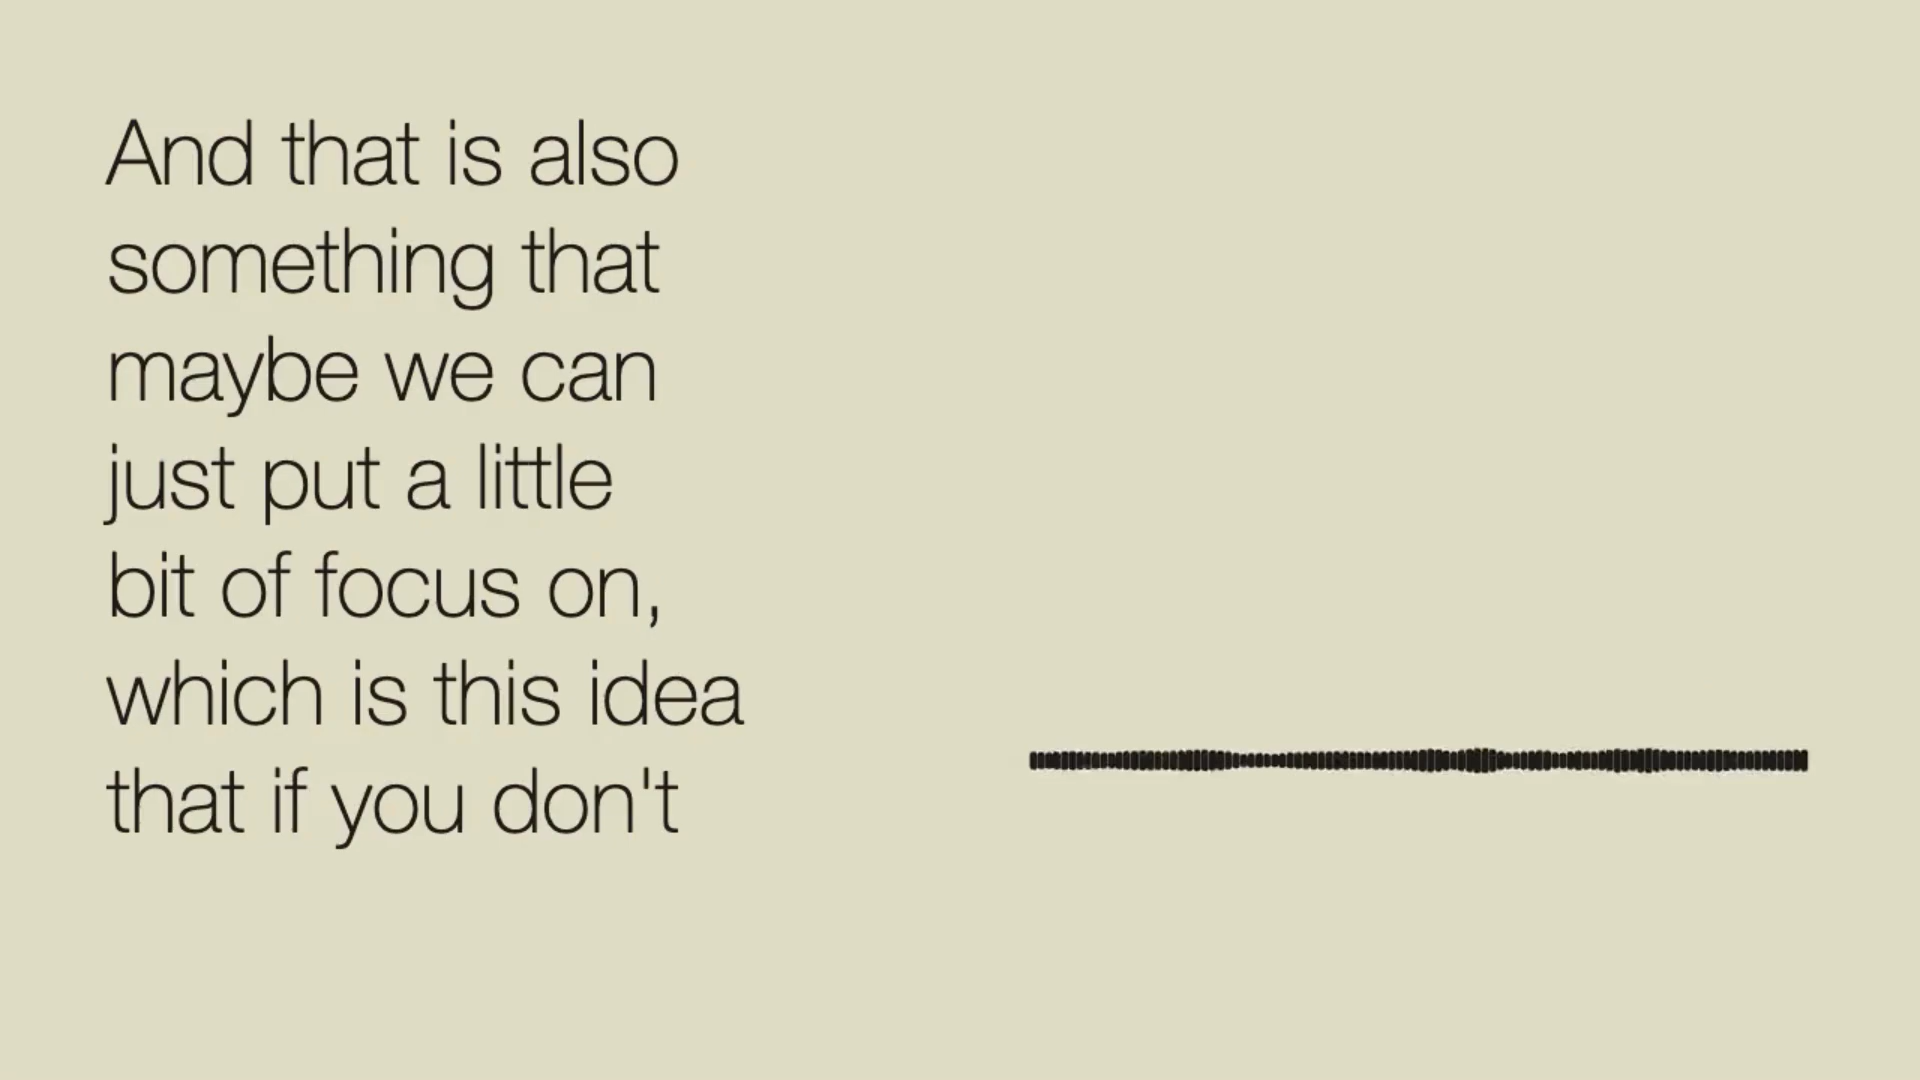 And that is also
something that
maybe we can
just put a little
bit of focus on,
which is this idea
that if you don't